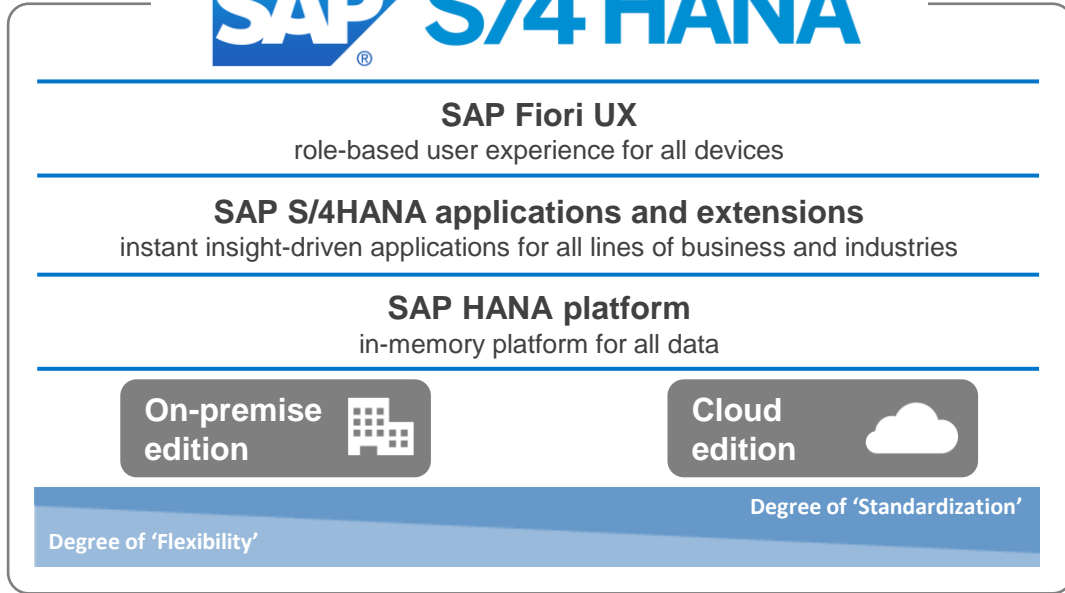 SAP® S/4HANA
SAP Fiori UX
role-based user experience for all devices
SAP S/4HANA applications and extensions
instant insight-driven applications for all lines of business and industries
SAP HANA platform
in-memory platform for all data
On-premise
edition
Cloud
edition
Degree of ‘Standardization’
Degree of ‘Flexibility’